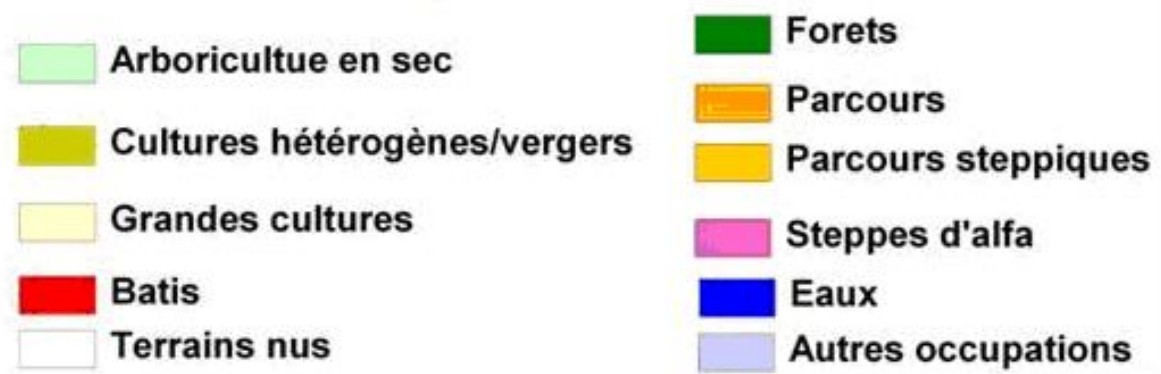 Arboricultue en sec
Cultures hétérogènes/vergers
Grandes cultures
Batis
Terrains nus
Forets
Parcours
Parcours steppiques
Steppes d'alfa
Eaux
Autres occupations